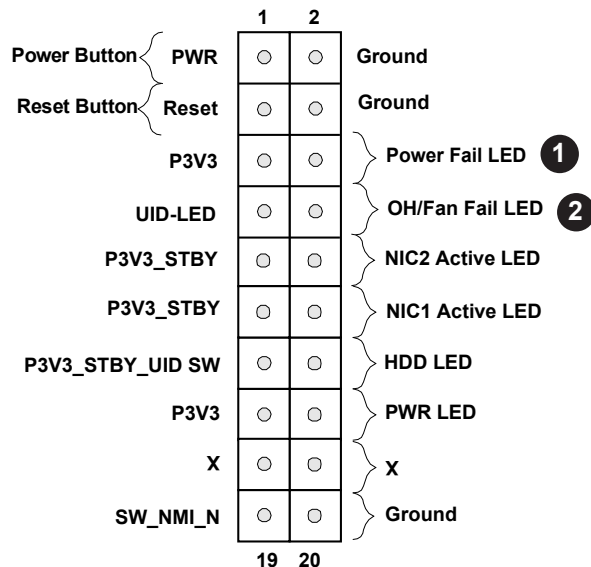 1 2
Power Button PWR Ground
Reset Button Reset Ground
P3V3 Power Fail LED 1
UID-LED OH/Fan Fail LED 2
P3V3_STBY NIC2 Active LED
P3V3_STBY NIC1 Active LED
P3V3_STBY_UID SW HDD LED
P3V3 PWR LED
X X
SW_NMI_N Ground
19 20